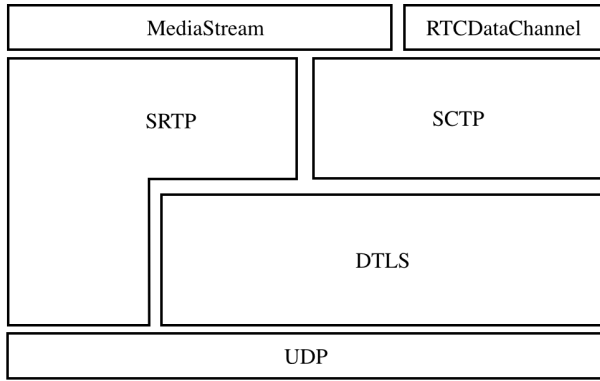 MediaStream
RTCDataChannel
SRTP
SCTP
DTLS
UDP